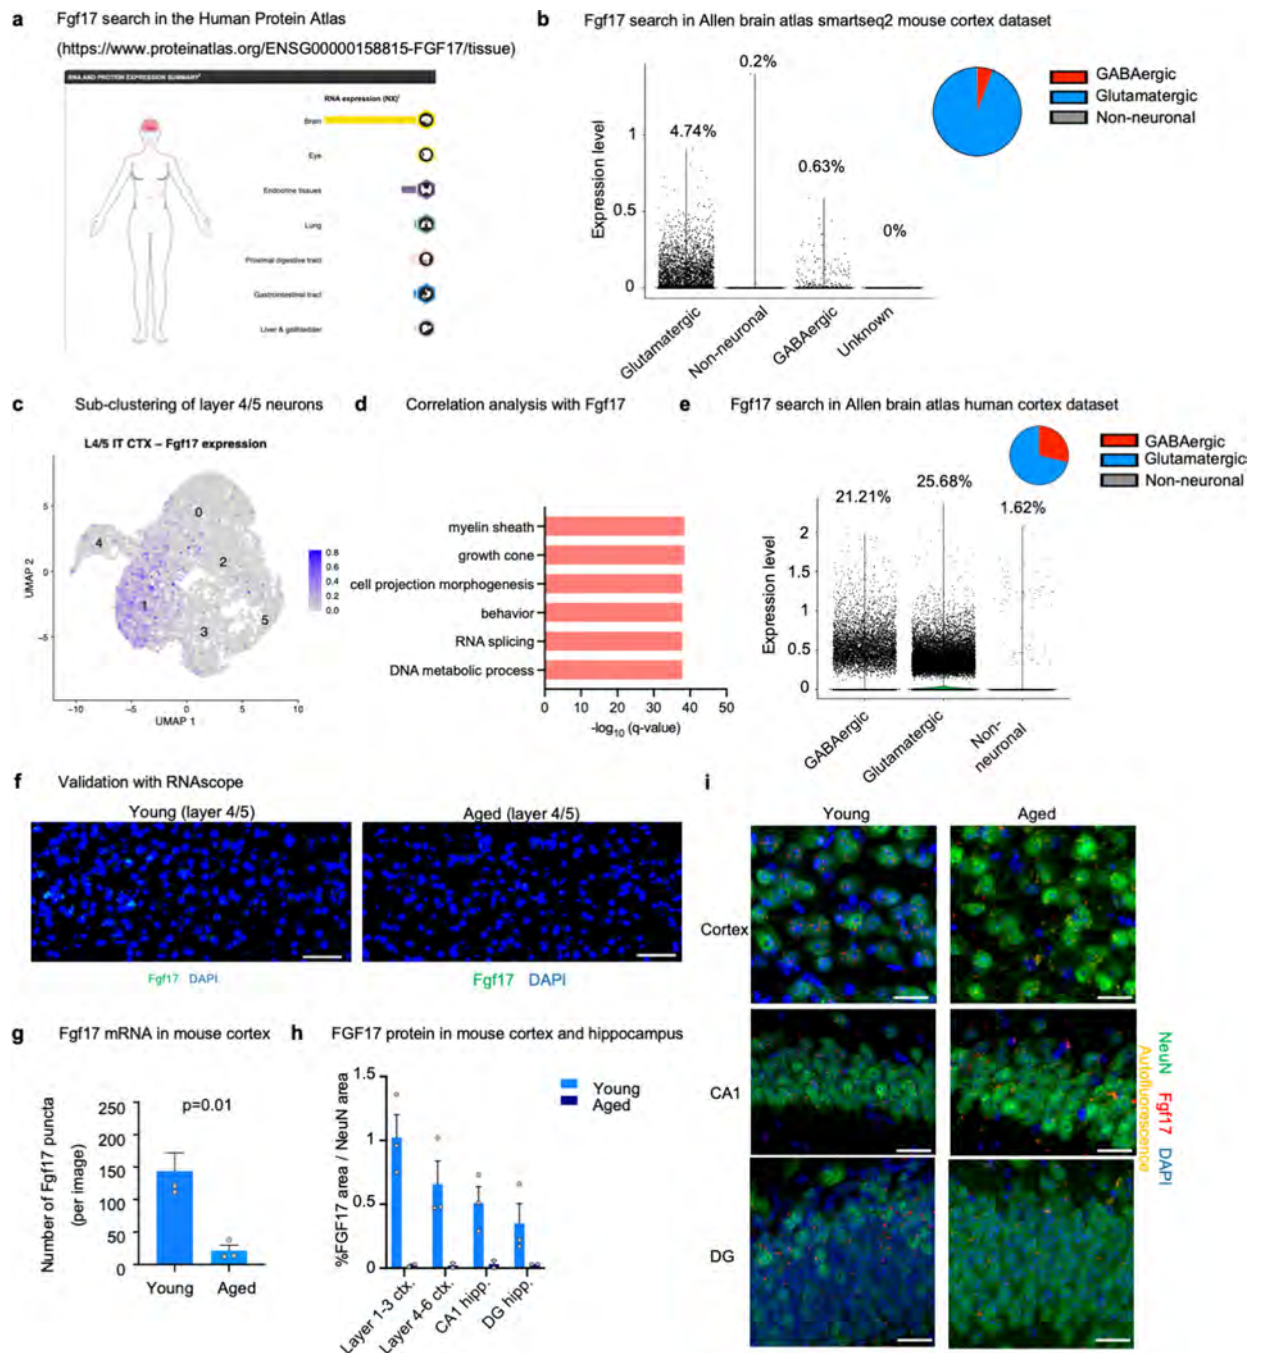 a Fgf17 search in the Human Protein Atlas
(https://www.proteinatlas.org/ENSG00000158815-FGF17/tissue)
RNA AND PROTEIN EXPRESSION SUMMARY
RNA expression (NX)
Brain
Eye
Endocrine tissues
Lung
Proximal digestive tract
Gastrointestinal tract
Liver & gallbladder
b Fgf17 search in Allen brain atlas smartseq2 mouse cortex dataset
Expression level
1
0.5
0
4.74%
0.2%
0.63%
0%
Glutamatergic
Non-neuronal
GABAergic
Unknown
GABAergic
Glutamatergic
Non-neuronal
c Sub-clustering of layer 4/5 neurons
L4/5 IT CTX – Fgf17 expression
UMAP 2
5
0
−5
0
4
2
1
3
5
0.8
0.6
0.4
0.2
0.0
−10 −5 0 5 10
UMAP 1
d Correlation analysis with Fgf17
myelin sheath
growth cone
cell projection morphogenesis
behavior
RNA splicing
DNA metabolic process
0 10 20 30 40 50
-log10 (q-value)
e Fgf17 search in Allen brain atlas human cortex dataset
GABAergic
Glutamatergic
Non-neuronal
Expression level
2
1.5
1
0.5
0
21.21%
25.68%
1.62%
GABAergic
Glutamatergic
Non-
neuronal
f Validation with RNAscope
Young (layer 4/5)
Aged (layer 4/5)
Fgf17 DAPI
Fgf17 DAPI
g Fgf17 mRNA in mouse cortex
Number of Fgf17 puncta
(per image)
250
200
150
100
50
0
p=0.01
Young Aged
h FGF17 protein in mouse cortex and hippocampus
%FGF17 area / NeuN area
1.5
1
0.5
0
Young
Aged
Layer 1-3 ctx.
Layer 4-6 ctx.
CA1 hipp.
DG hipp.
i
Young Aged
Cortex
CA1
DG
NeuN Fgf17 DAPI
Autofluorescence